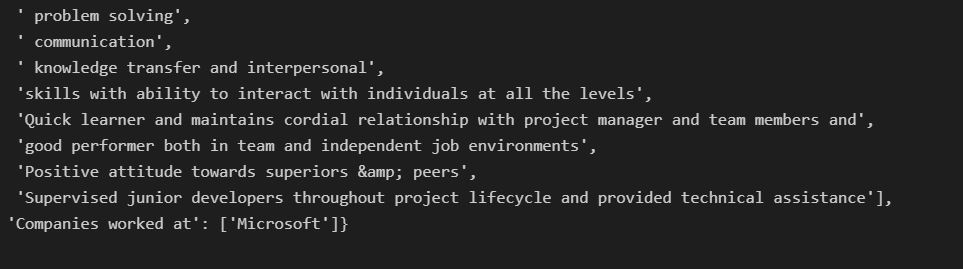 ' problem solving',
' communication',
' knowledge transfer and interpersonal',
'skills with ability to interact with individuals at all the levels',
'Quick learner and maintains cordial relationship with project manager and team members and',
'good performer both in team and independent job environments',
'Positive attitude towards superiors &amp; peers',
'Supervised junior developers throughout project lifecycle and provided technical assistance'],
'Companies worked at': ['Microsoft']}